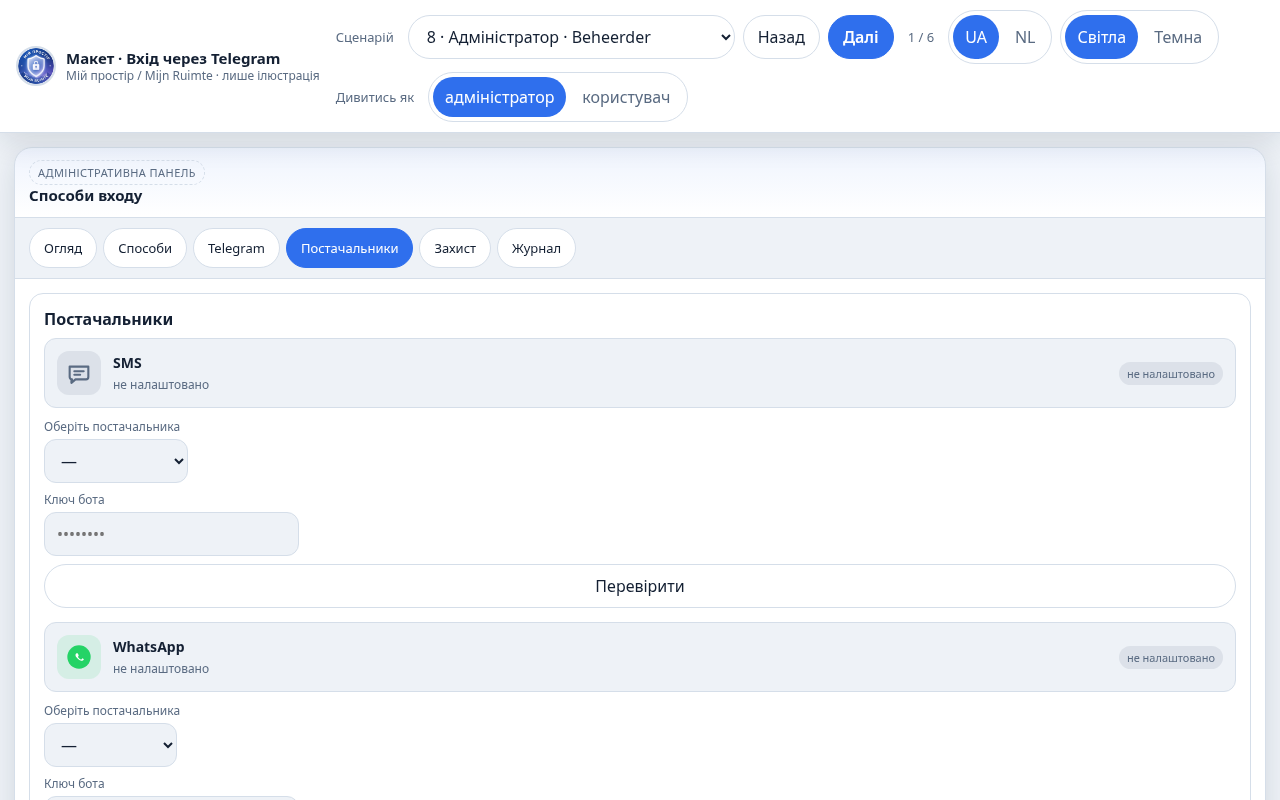 Макет · Вхід через Telegram
Мій простір / Mijn Ruimte · лише ілюстрація
Сценарій
8 · Адміністратор · Beheerder
Назад
Далі
1 / 6
UA
NL
Світла
Темна
Дивитись як
адміністратор
користувач
АДМІНІСТРАТИВНА ПАНЕЛЬ
Способи входу
Огляд
Способи
Telegram
Постачальники
Захист
Журнал
Постачальники
SMS
не налаштовано
не налаштовано
Оберіть постачальника
—
Ключ бота
••••••••
Перевірити
WhatsApp
не налаштовано
не налаштовано
Оберіть постачальника
—
Ключ бота